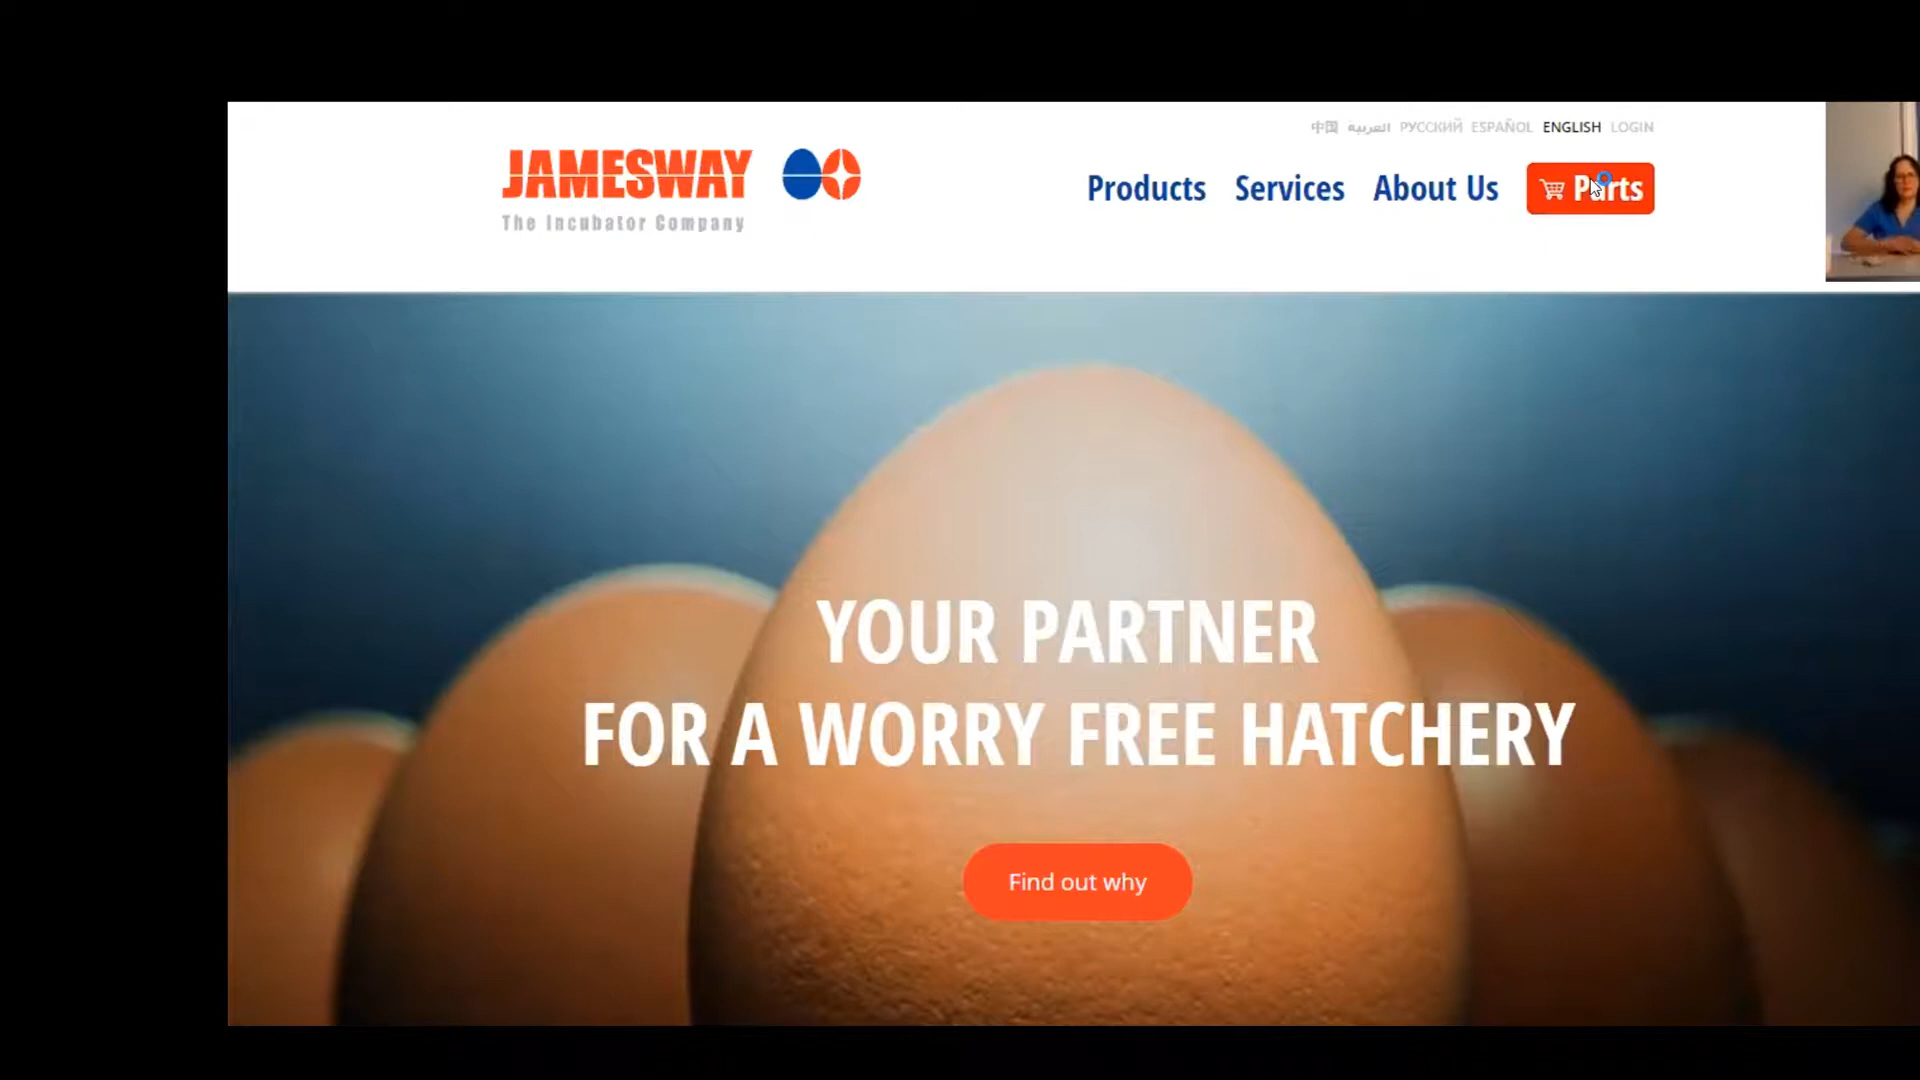 中国 العربية РУССКИЙ ESPAÑOL ENGLISH LOGIN
JAMESWAY
The Incubator Company
Products Services About Us Parts
YOUR PARTNER
FOR A WORRY FREE HATCHERY
Find out why